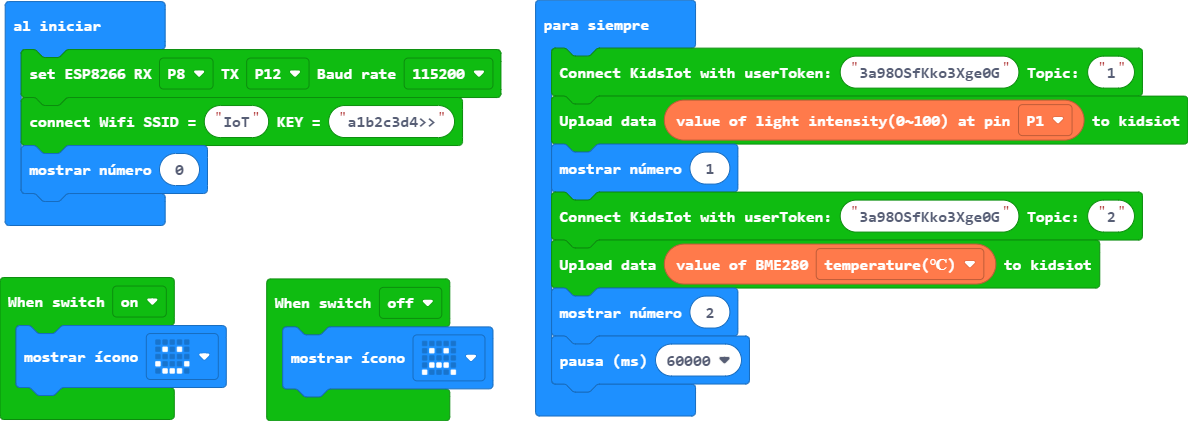 al iniciar
set ESP8266 RX P8 TX P12 Baud rate 115200
connect Wifi SSID = "IoT" KEY = "a1b2c3d4>>"
mostrar número 0
When switch on
mostrar ícono
When switch off
mostrar ícono
para siempre
Connect KidsIot with userToken: "3a98OSfKko3Xge0G" Topic: "1"
Upload data value of light intensity(0~100) at pin P1 to kidsiot
mostrar número 1
Connect KidsIot with userToken: "3a98OSfKko3Xge0G" Topic: "2"
Upload data value of BME280 temperature(℃) to kidsiot
mostrar número 2
pausa (ms) 60000